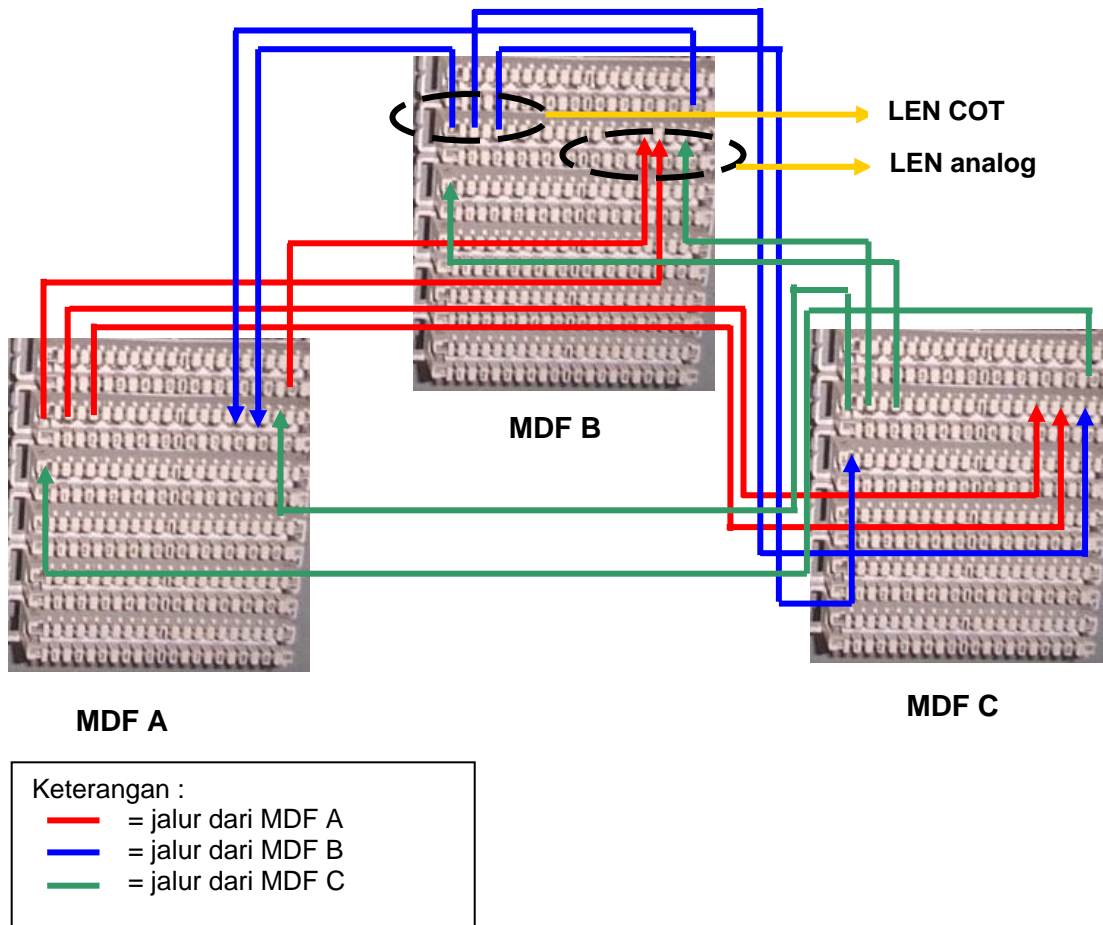 LEN COT
LEN analog
MDF B
MDF C
MDF A
Keterangan :
= jalur dari MDF A
= jalur dari MDF B
= jalur dari MDF C